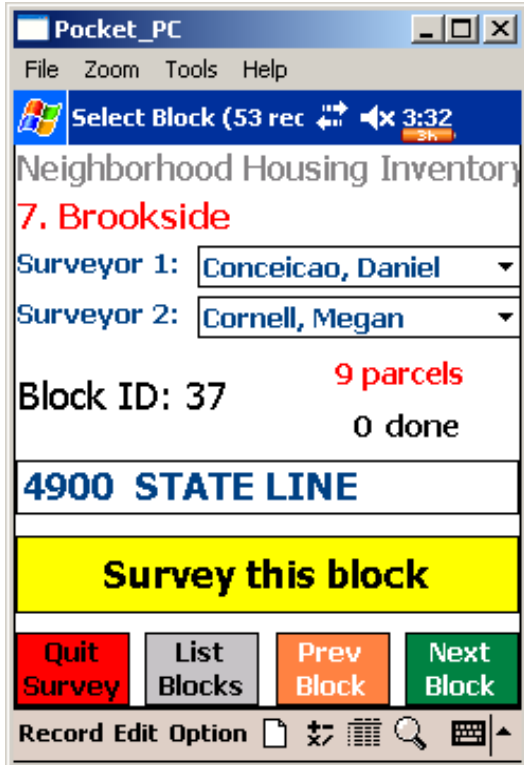 Pocket_PC
File Zoom Tools Help
Select Block (53 rec 3:32
3h
Neighborhood Housing Inventory
7. Brookside
Surveyor 1: Conceicao, Daniel
Surveyor 2: Cornell, Megan
Block ID: 37
9 parcels
0 done
4900 STATE LINE
Survey this block
Quit Survey
List Blocks
Prev Block
Next Block
Record Edit Option